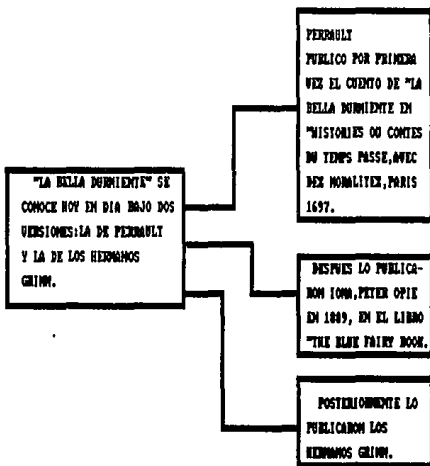 PERRAULT
PUBLICO POR PRIMERA
VEZ EL CUENTO DE "LA
BELLA DURMIENTE EN
"HISTORIES OU CONTES
DU TEMPS PASSE,AVEC
DEX MORALITEX,PARIS
1697.
"LA BELLA DURMIENTE" SE
CONOCE HOY EN DIA BAJO DOS
VERSIONES:LA DE PERRAULT
Y LA DE LOS HERMANOS
GRIMM.
DESPUES LO PUBLICA-
RON IONA,PETER OPIE
EN 1889, EN EL LIBRO
"THE BLUE FAIRY BOOK.
POSTERIORMENTE LO
PUBLICARON LOS
HERMANOS GRIMM.